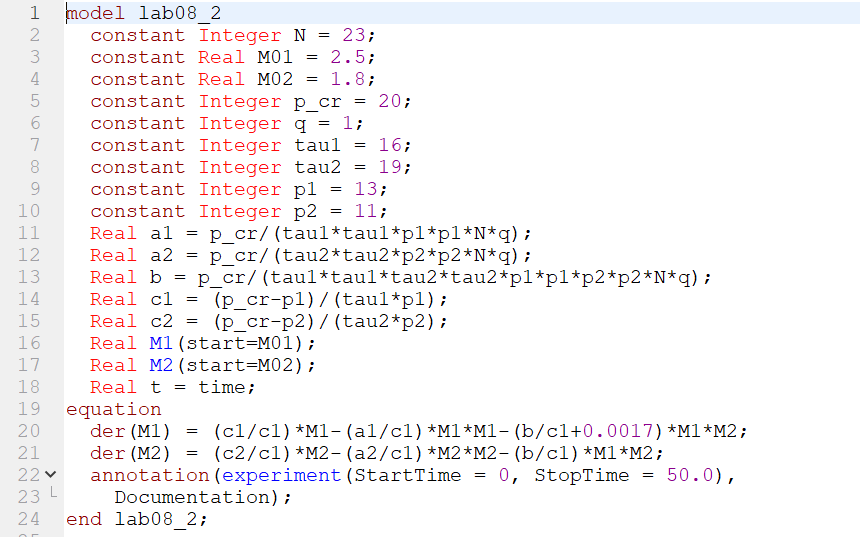 1 model lab08_2
2 constant Integer N = 23;
3 constant Real M01 = 2.5;
4 constant Real M02 = 1.8;
5 constant Integer p_cr = 20;
6 constant Integer q = 1;
7 constant Integer tau1 = 16;
8 constant Integer tau2 = 19;
9 constant Integer p1 = 13;
10 constant Integer p2 = 11;
11 Real a1 = p_cr/(tau1*tau1*p1*p1*N*q);
12 Real a2 = p_cr/(tau2*tau2*p2*p2*N*q);
13 Real b = p_cr/(tau1*tau1*tau2*tau2*p1*p1*p2*p2*N*q);
14 Real c1 = (p_cr-p1)/(tau1*p1);
15 Real c2 = (p_cr-p2)/(tau2*p2);
16 Real M1(start=M01);
17 Real M2(start=M02);
18 Real t = time;
19 equation
20 der(M1) = (c1/c1)*M1-(a1/c1)*M1*M1-(b/c1+0.0017)*M1*M2;
21 der(M2) = (c2/c1)*M2-(a2/c1)*M2*M2-(b/c1)*M1*M2;
22 annotation(experiment(StartTime = 0, StopTime = 50.0),
23 Documentation);
24 end lab08_2;